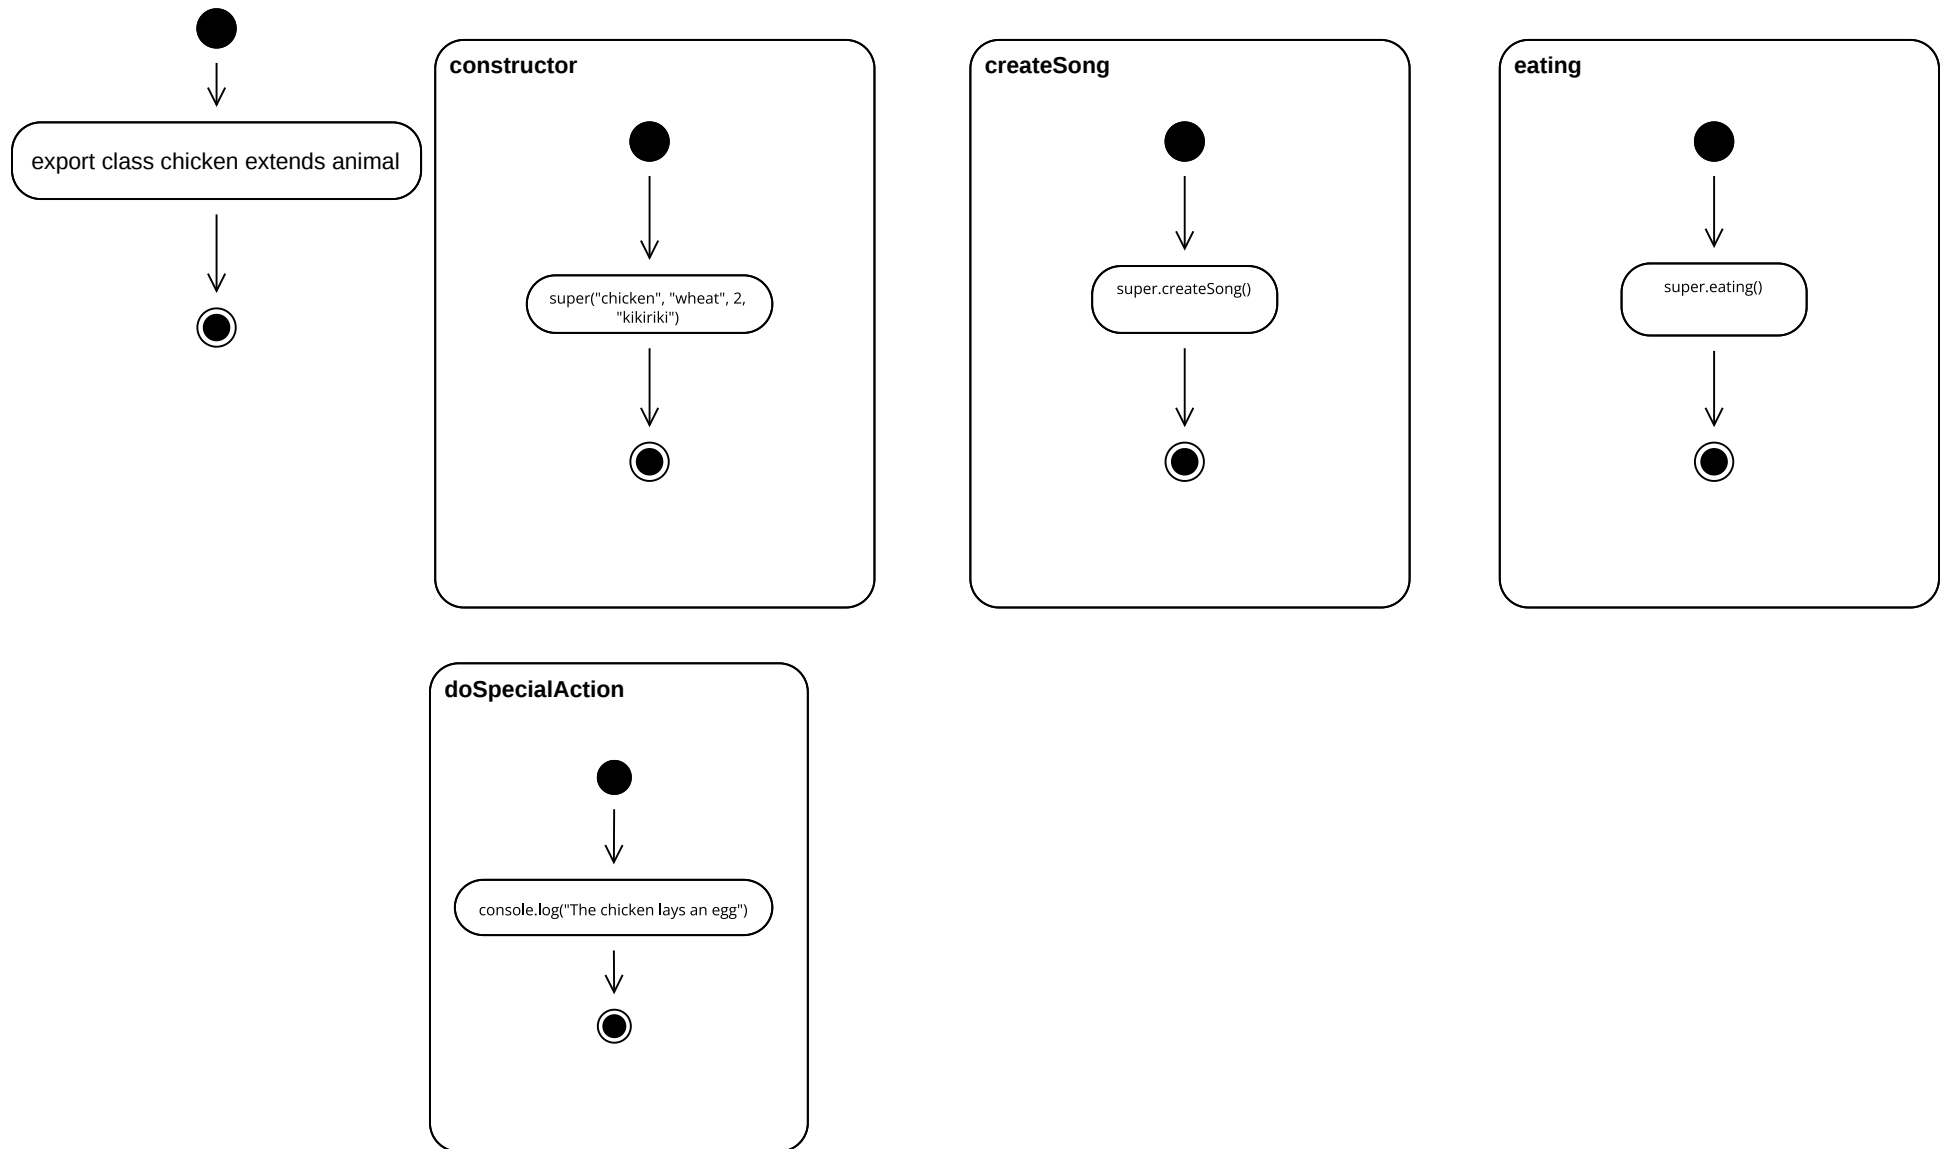 export class chicken extends animal
constructor
super("chicken", "wheat", 2,
"kikiriki")
createSong
super.createSong()
eating
super.eating()
doSpecialAction
console.log("The chicken lays an egg")